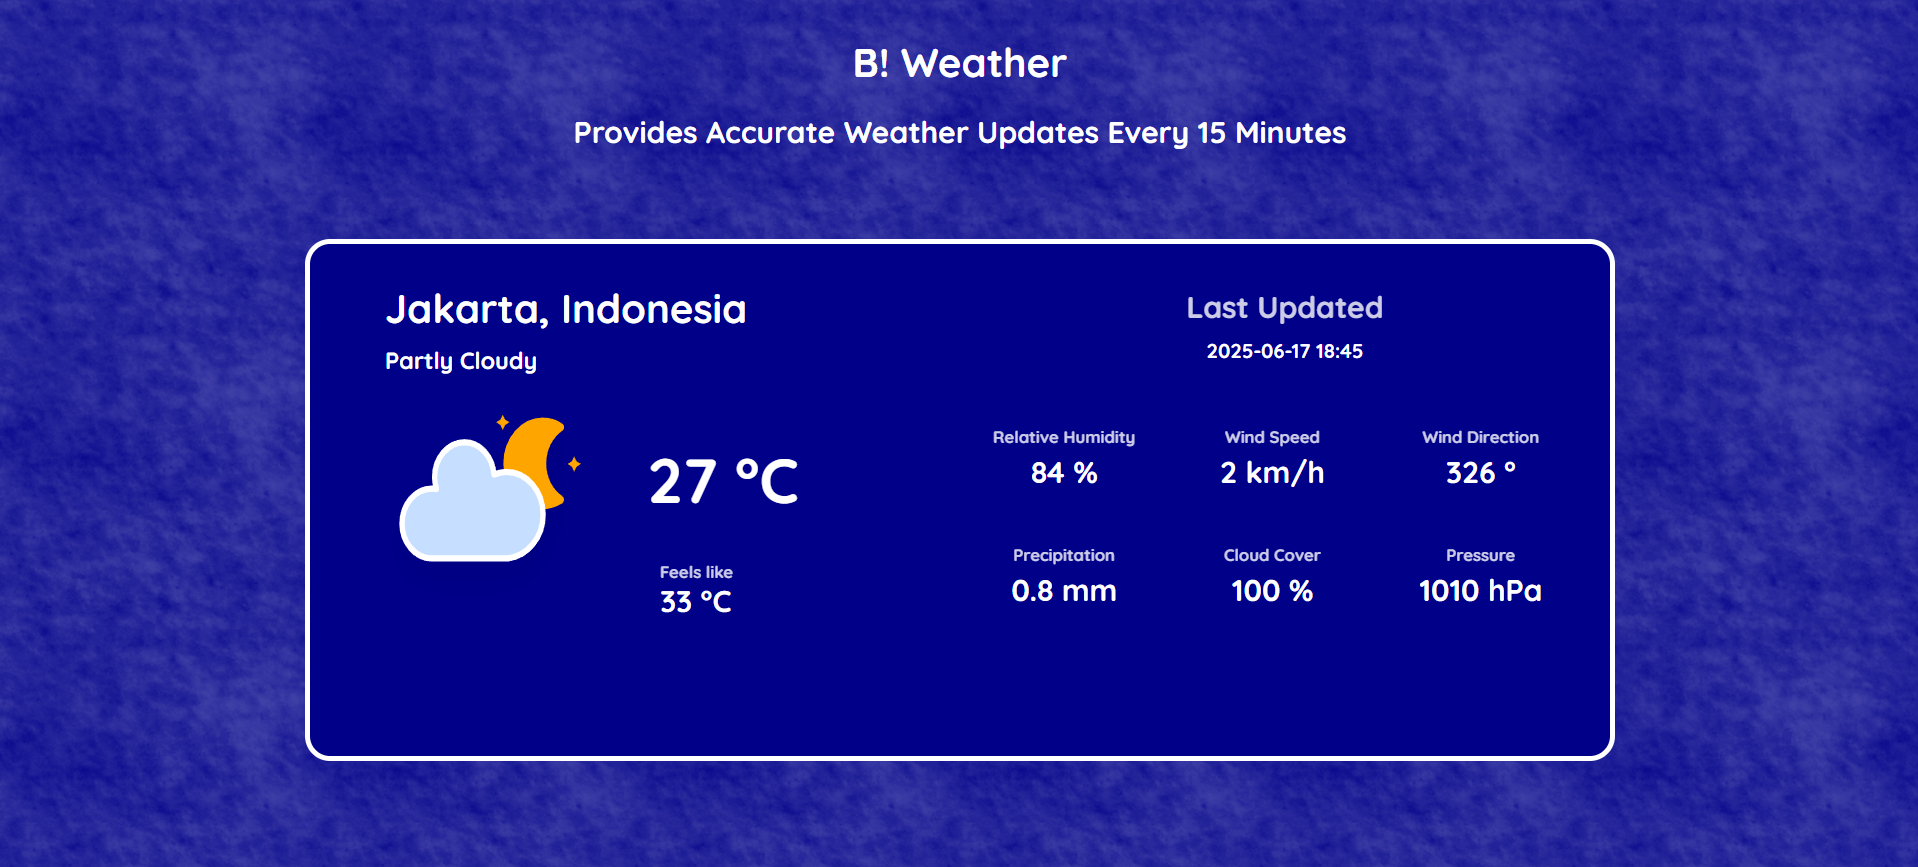 B! Weather
Provides Accurate Weather Updates Every 15 Minutes
Jakarta, Indonesia
Partly Cloudy
27 °C
Feels like
33 °C
Last Updated
2025-06-17 18:45
Relative Humidity
84 %
Wind Speed
2 km/h
Wind Direction
326 °
Precipitation
0.8 mm
Cloud Cover
100 %
Pressure
1010 hPa